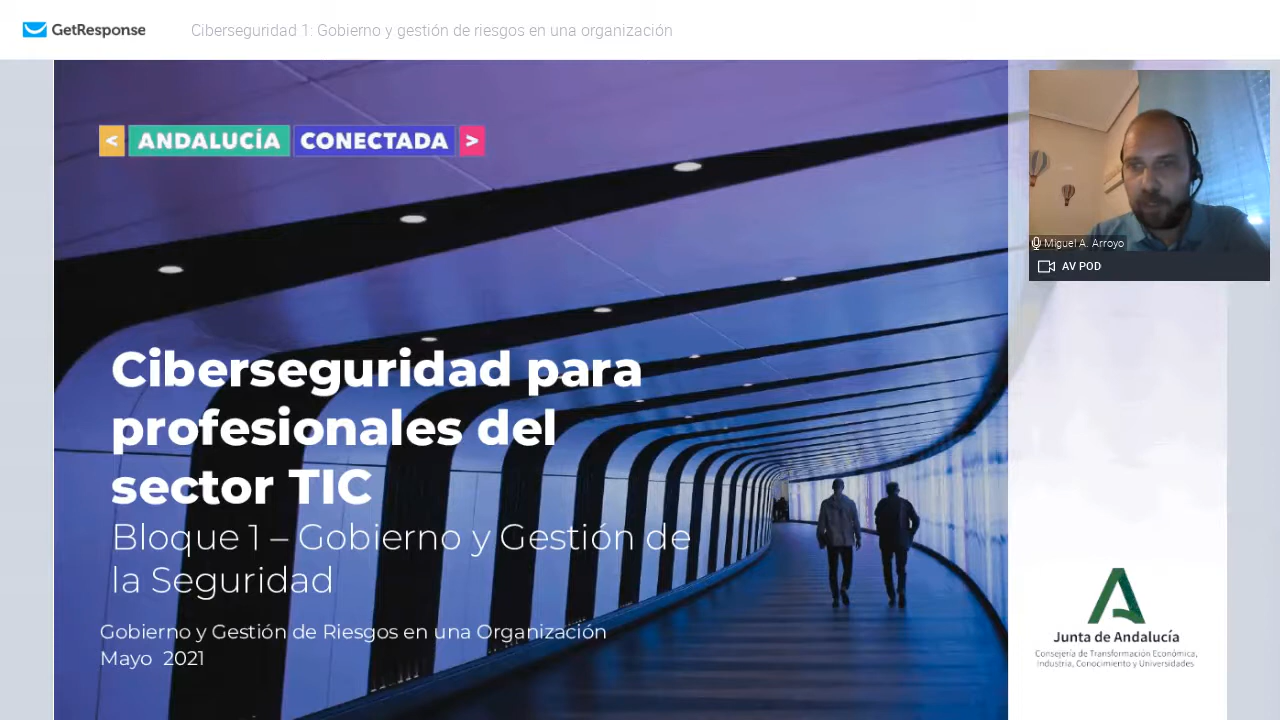 GetResponse
Ciberseguridad 1: Gobierno y gestión de riesgos en una organización
< ANDALUCÍA CONECTADA >
Miguel A. Arroyo
AV POD
Ciberseguridad para
profesionales del
sector TIC
Bloque 1 – Gobierno y Gestión de
la Seguridad
Gobierno y Gestión de Riesgos en una Organización
Mayo 2021
Junta de Andalucía
Consejería de Transformación Económica,
Industria, Conocimiento y Universidades